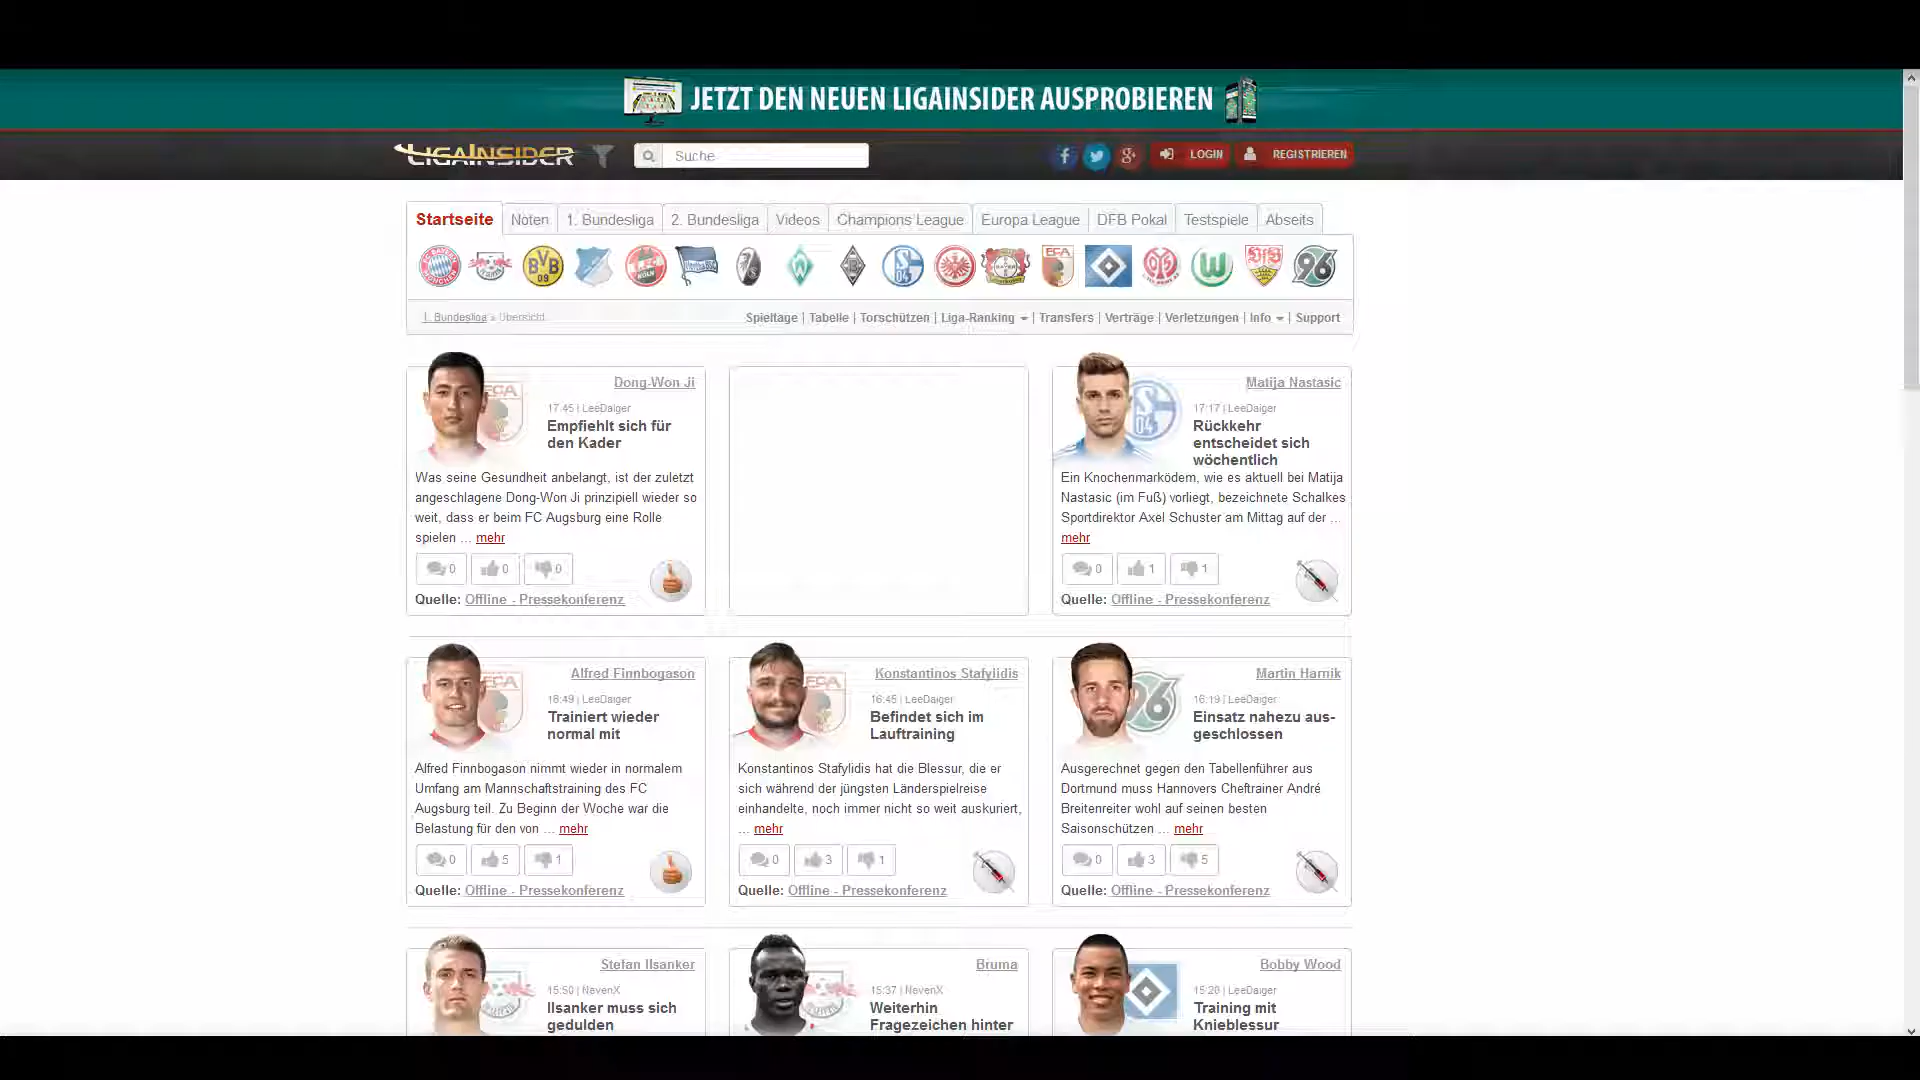 JETZT DEN NEUEN LIGAINSIDER AUSPROBIEREN
LIGAINSIDER
Suche
LOGIN
REGISTRIEREN
Startseite Noten 1. Bundesliga 2. Bundesliga Videos Champions League Europa League DFB Pokal Testspiele Abseits
1. Bundesliga » Übersicht
Spieltage | Tabelle | Torschützen | Liga-Ranking | Transfers | Verträge | Verletzungen | Info | Support
Dong-Won Ji
17:45 | LeeDaiger
Empfiehlt sich für
den Kader
Was seine Gesundheit anbelangt, ist der zuletzt
angeschlagene Dong-Won Ji prinzipiell wieder so
weit, dass er beim FC Augsburg eine Rolle
spielen ... mehr
0 0 0
Quelle: Offline - Pressekonferenz
Matija Nastasic
17:17 | LeeDaiger
Rückkehr
entscheidet sich
wöchentlich
Ein Knochenmarködem, wie es aktuell bei Matija
Nastasic (im Fuß) vorliegt, bezeichnete Schalkes
Sportdirektor Axel Schuster am Mittag auf der ...
mehr
0 1 1
Quelle: Offline - Pressekonferenz
Alfred Finnbogason
16:49 | LeeDaiger
Trainiert wieder
normal mit
Alfred Finnbogason nimmt wieder in normalem
Umfang am Mannschaftstraining des FC
Augsburg teil. Zu Beginn der Woche war die
Belastung für den von ... mehr
0 5 1
Quelle: Offline - Pressekonferenz
Konstantinos Stafylidis
16:45 | LeeDaiger
Befindet sich im
Lauftraining
Konstantinos Stafylidis hat die Blessur, die er
sich während der jüngsten Länderspielreise
einhandelte, noch immer nicht so weit auskuriert,
... mehr
0 3 1
Quelle: Offline - Pressekonferenz
Martin Harnik
16:19 | LeeDaiger
Einsatz nahezu aus-
geschlossen
Ausgerechnet gegen den Tabellenführer aus
Dortmund muss Hannovers Cheftrainer André
Breitenreiter wohl auf seinen besten
Saisonschützen ... mehr
0 3 5
Quelle: Offline - Pressekonferenz
Stefan Ilsanker
15:50 | NevenX
Ilsanker muss sich
gedulden
Bruma
15:37 | NevenX
Weiterhin
Fragezeichen hinter
Bobby Wood
15:20 | LeeDaiger
Training mit
Knieblessur